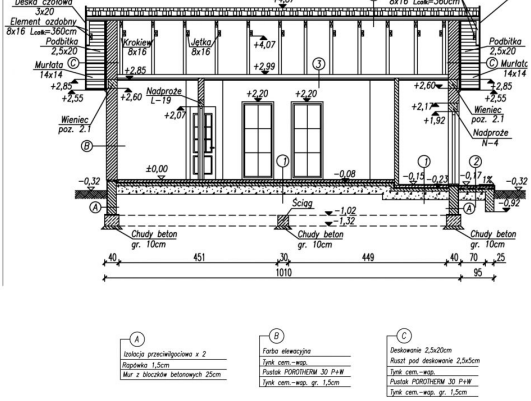 Deska czołowa
3x20
8x16 Lcałk=360cm
Element ozdobny
8x16 Lcałk=360cm
Podbitka
2,5x20
C
Murłata
14x14
Krokiew
8x16
Jętka
8x16
+4,07
+2,99
3
Podbitka
2,5x20
C
Murłata
14x14
+2,85
+2,55
+2,85
+2,60
Wieniec
poz. 2.1
B
Nadproże
L-19
+2,07
+2,20
+2,20
+2,60
+2,17
+1,92
+2,85
+2,55
Wieniec
poz. 2.1
Nadproże
N-4
±0,00
1
-0,08
-0,15
-0,23
1
2
-0,17
1%
-0,32
-0,32
-0,92
A
Ściąg
-1,02
-1,32
A
Chudy beton
gr. 10cm
Chudy beton
gr. 10cm
Chudy beton
gr. 10cm
40 451 30 449 40 70 25
1010 95
A
Izolacja przeciwilgociowa x 2
Rapówka 1,5cm
Mur z bloczków betonowych 25cm
B
Farba elewacyjna
Tynk cem.-wap.
Pustak POROTHERM 30 P+W
Tynk cem.-wap. gr. 1,5cm
C
Deskowanie 2,5x20cm
Ruszt pod deskowanie 2,5x5cm
Tynk cem.-wap.
Pustak POROTHERM 30 P+W
Tynk cem.-wap. gr. 1,5cm